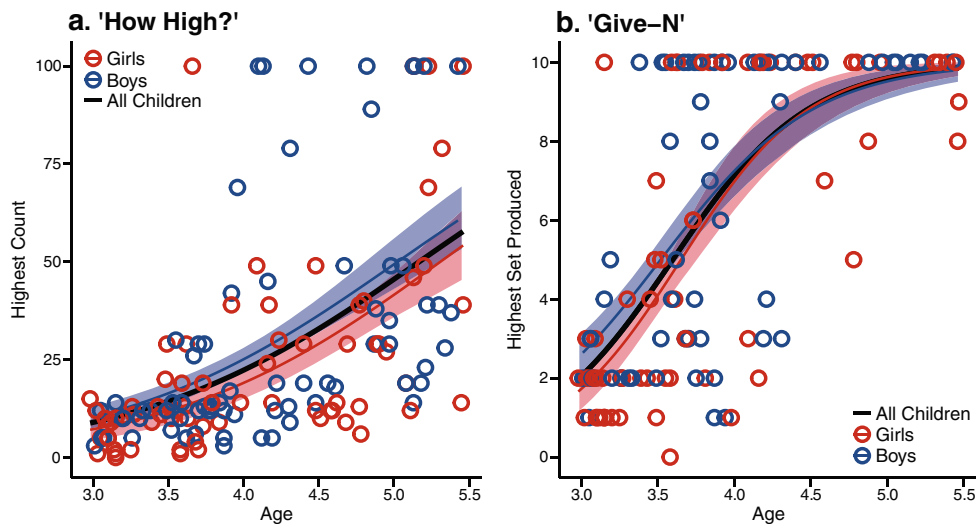 a. 'How High?'
Girls
Boys
All Children
Highest Count
100
75
50
25
0
3.0 3.5 4.0 4.5 5.0 5.5
Age
b. 'Give–N'
Highest Set Produced
10
8
6
4
2
0
All Children
Girls
Boys
3.0 3.5 4.0 4.5 5.0 5.5
Age